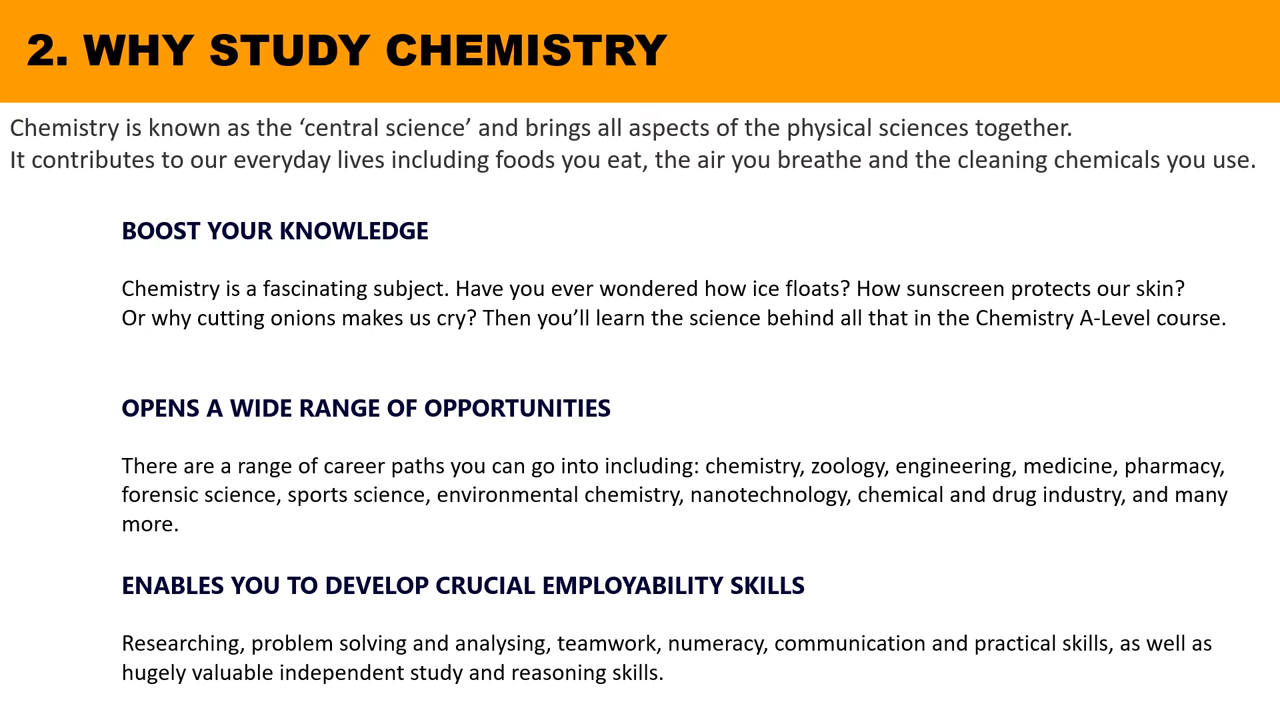 2. WHY STUDY CHEMISTRY
Chemistry is known as the ‘central science’ and brings all aspects of the physical sciences together.
It contributes to our everyday lives including foods you eat, the air you breathe and the cleaning chemicals you use.
BOOST YOUR KNOWLEDGE
Chemistry is a fascinating subject. Have you ever wondered how ice floats? How sunscreen protects our skin?
Or why cutting onions makes us cry? Then you’ll learn the science behind all that in the Chemistry A-Level course.
OPENS A WIDE RANGE OF OPPORTUNITIES
There are a range of career paths you can go into including: chemistry, zoology, engineering, medicine, pharmacy,
forensic science, sports science, environmental chemistry, nanotechnology, chemical and drug industry, and many
more.
ENABLES YOU TO DEVELOP CRUCIAL EMPLOYABILITY SKILLS
Researching, problem solving and analysing, teamwork, numeracy, communication and practical skills, as well as
hugely valuable independent study and reasoning skills.